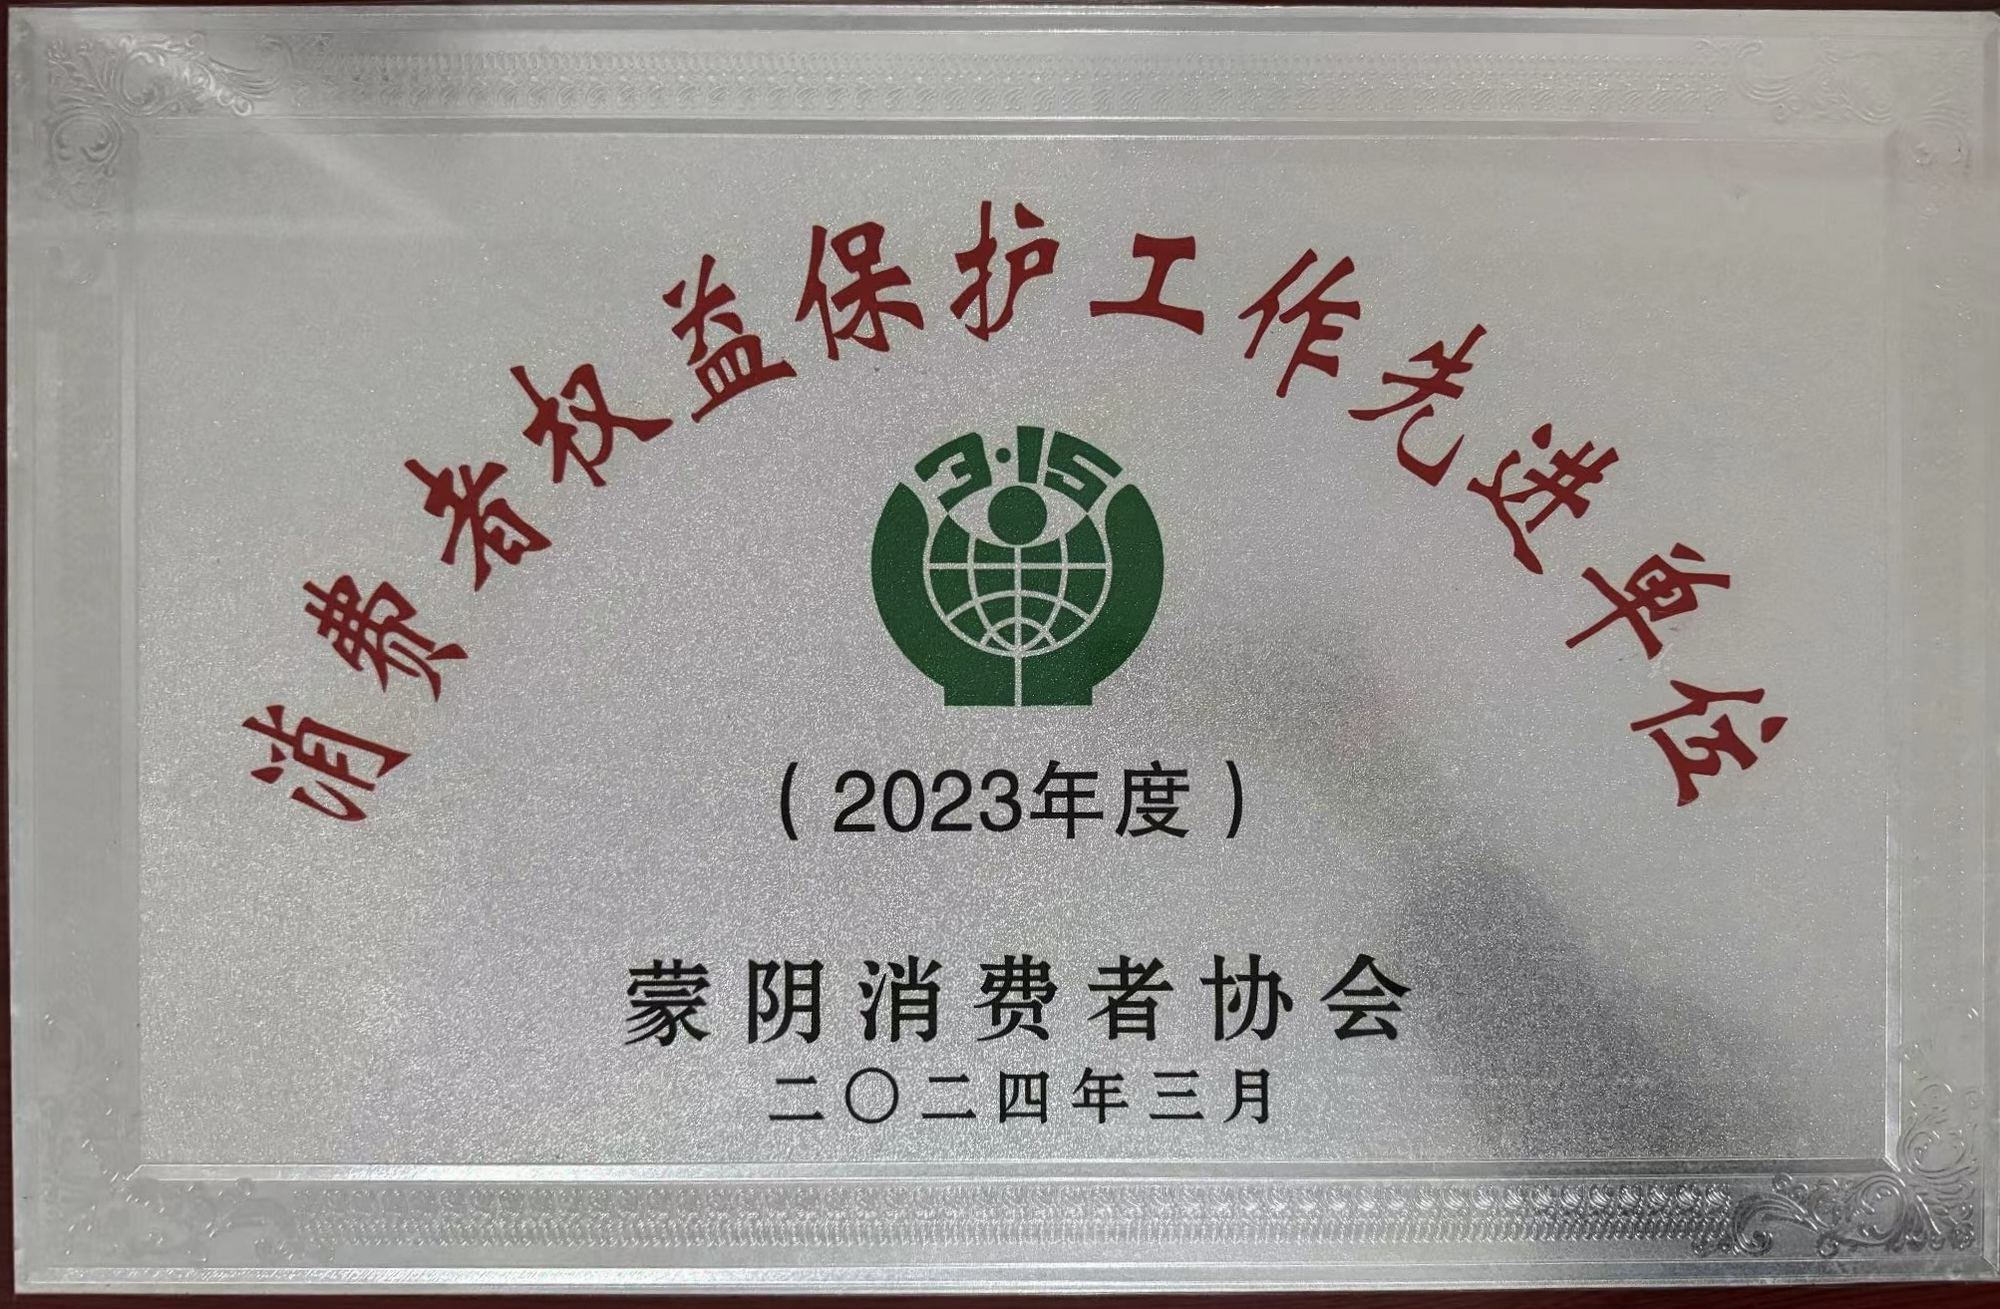 消费者权益保护工作先进单位
3·15
（2023年度）
蒙阴消费者协会
二〇二四年三月